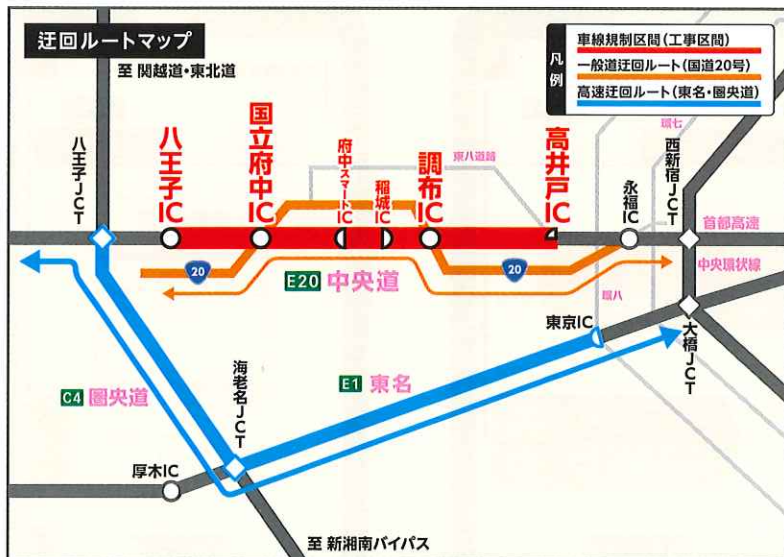 迂回ルートマップ
至 関越道・東北道
凡例
車線規制区間(工事区間)
一般道迂回ルート(国道20号)
高速迂回ルート(東名・圏央道)
八王子JCT
八王子IC
国立府中IC
府中スマートIC
稲城IC
調布IC
東八道路
高井戸IC
環七
永福IC
西新宿JCT
首都高速
中央環状線
20
20
E20 中央道
環八
東京IC
大橋JCT
C4 圏央道
海老名JCT
E1 東名
厚木IC
至 新湘南バイパス